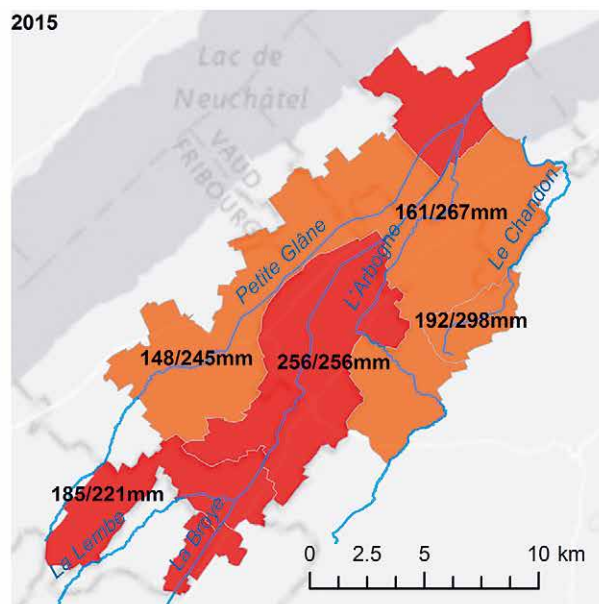 2015
Lac de
Neuchâtel
VAUD
FRIBOURG
161/267mm
Le Chandon
Petite Glâne
L'Arbogne
192/298mm
148/245mm
256/256mm
185/221mm
La Lembe
La Broye
0 2.5 5 10 km